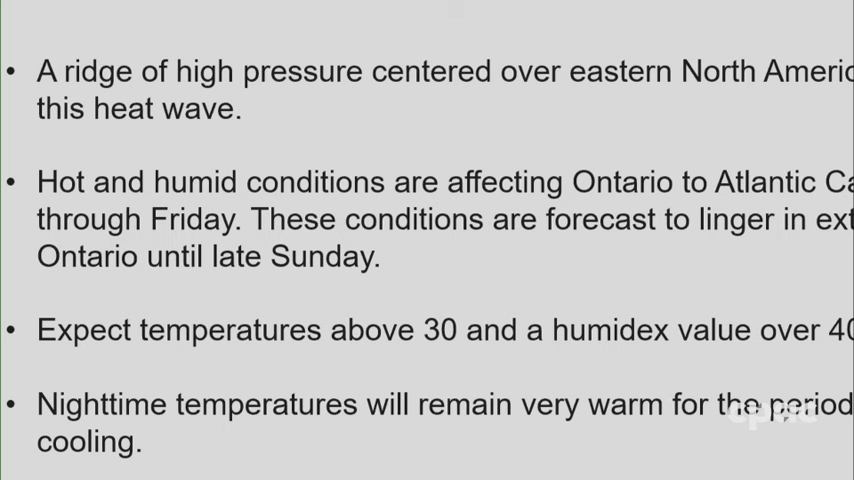 • A ridge of high pressure centered over eastern North Americ
this heat wave.
• Hot and humid conditions are affecting Ontario to Atlantic Ca
through Friday. These conditions are forecast to linger in ext
Ontario until late Sunday.
• Expect temperatures above 30 and a humidex value over 40
• Nighttime temperatures will remain very warm for the period
cooling.
cpac